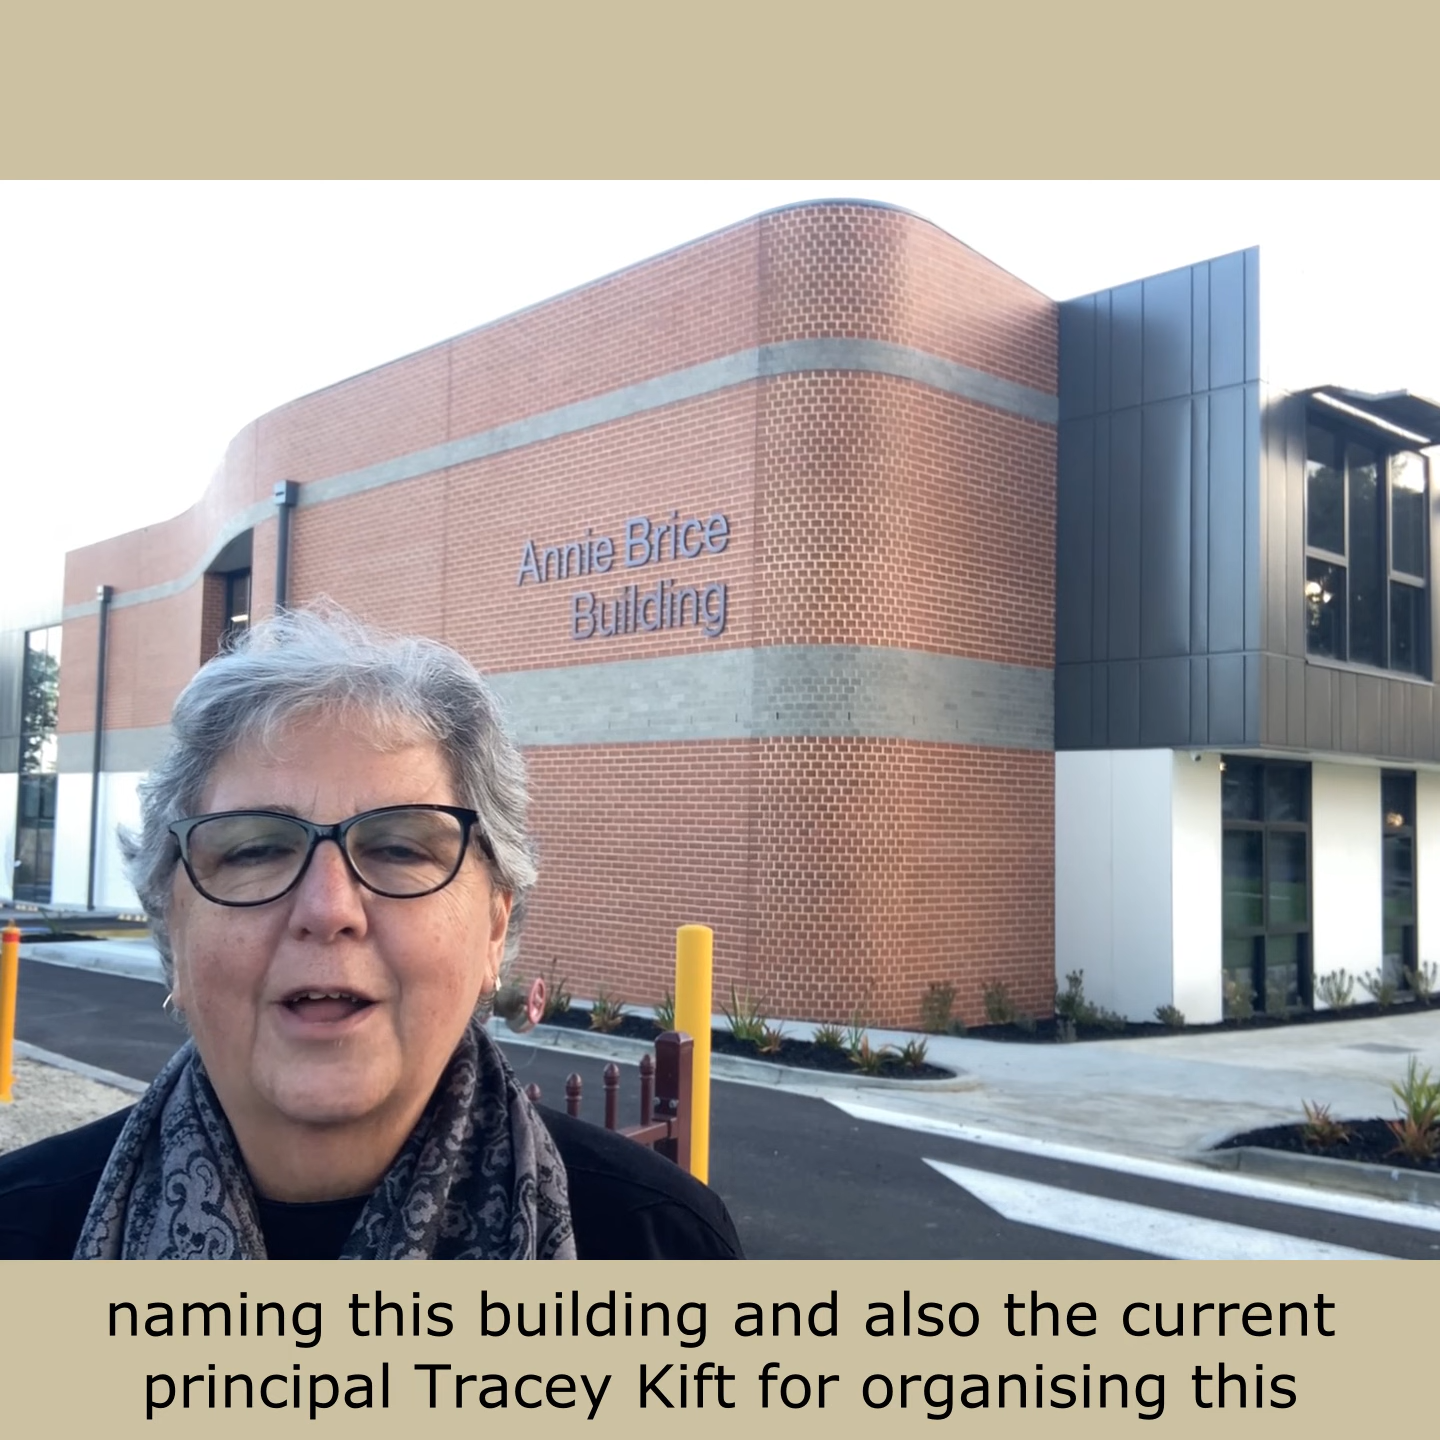 Annie Brice
Building
naming this building and also the current
principal Tracey Kift for organising this